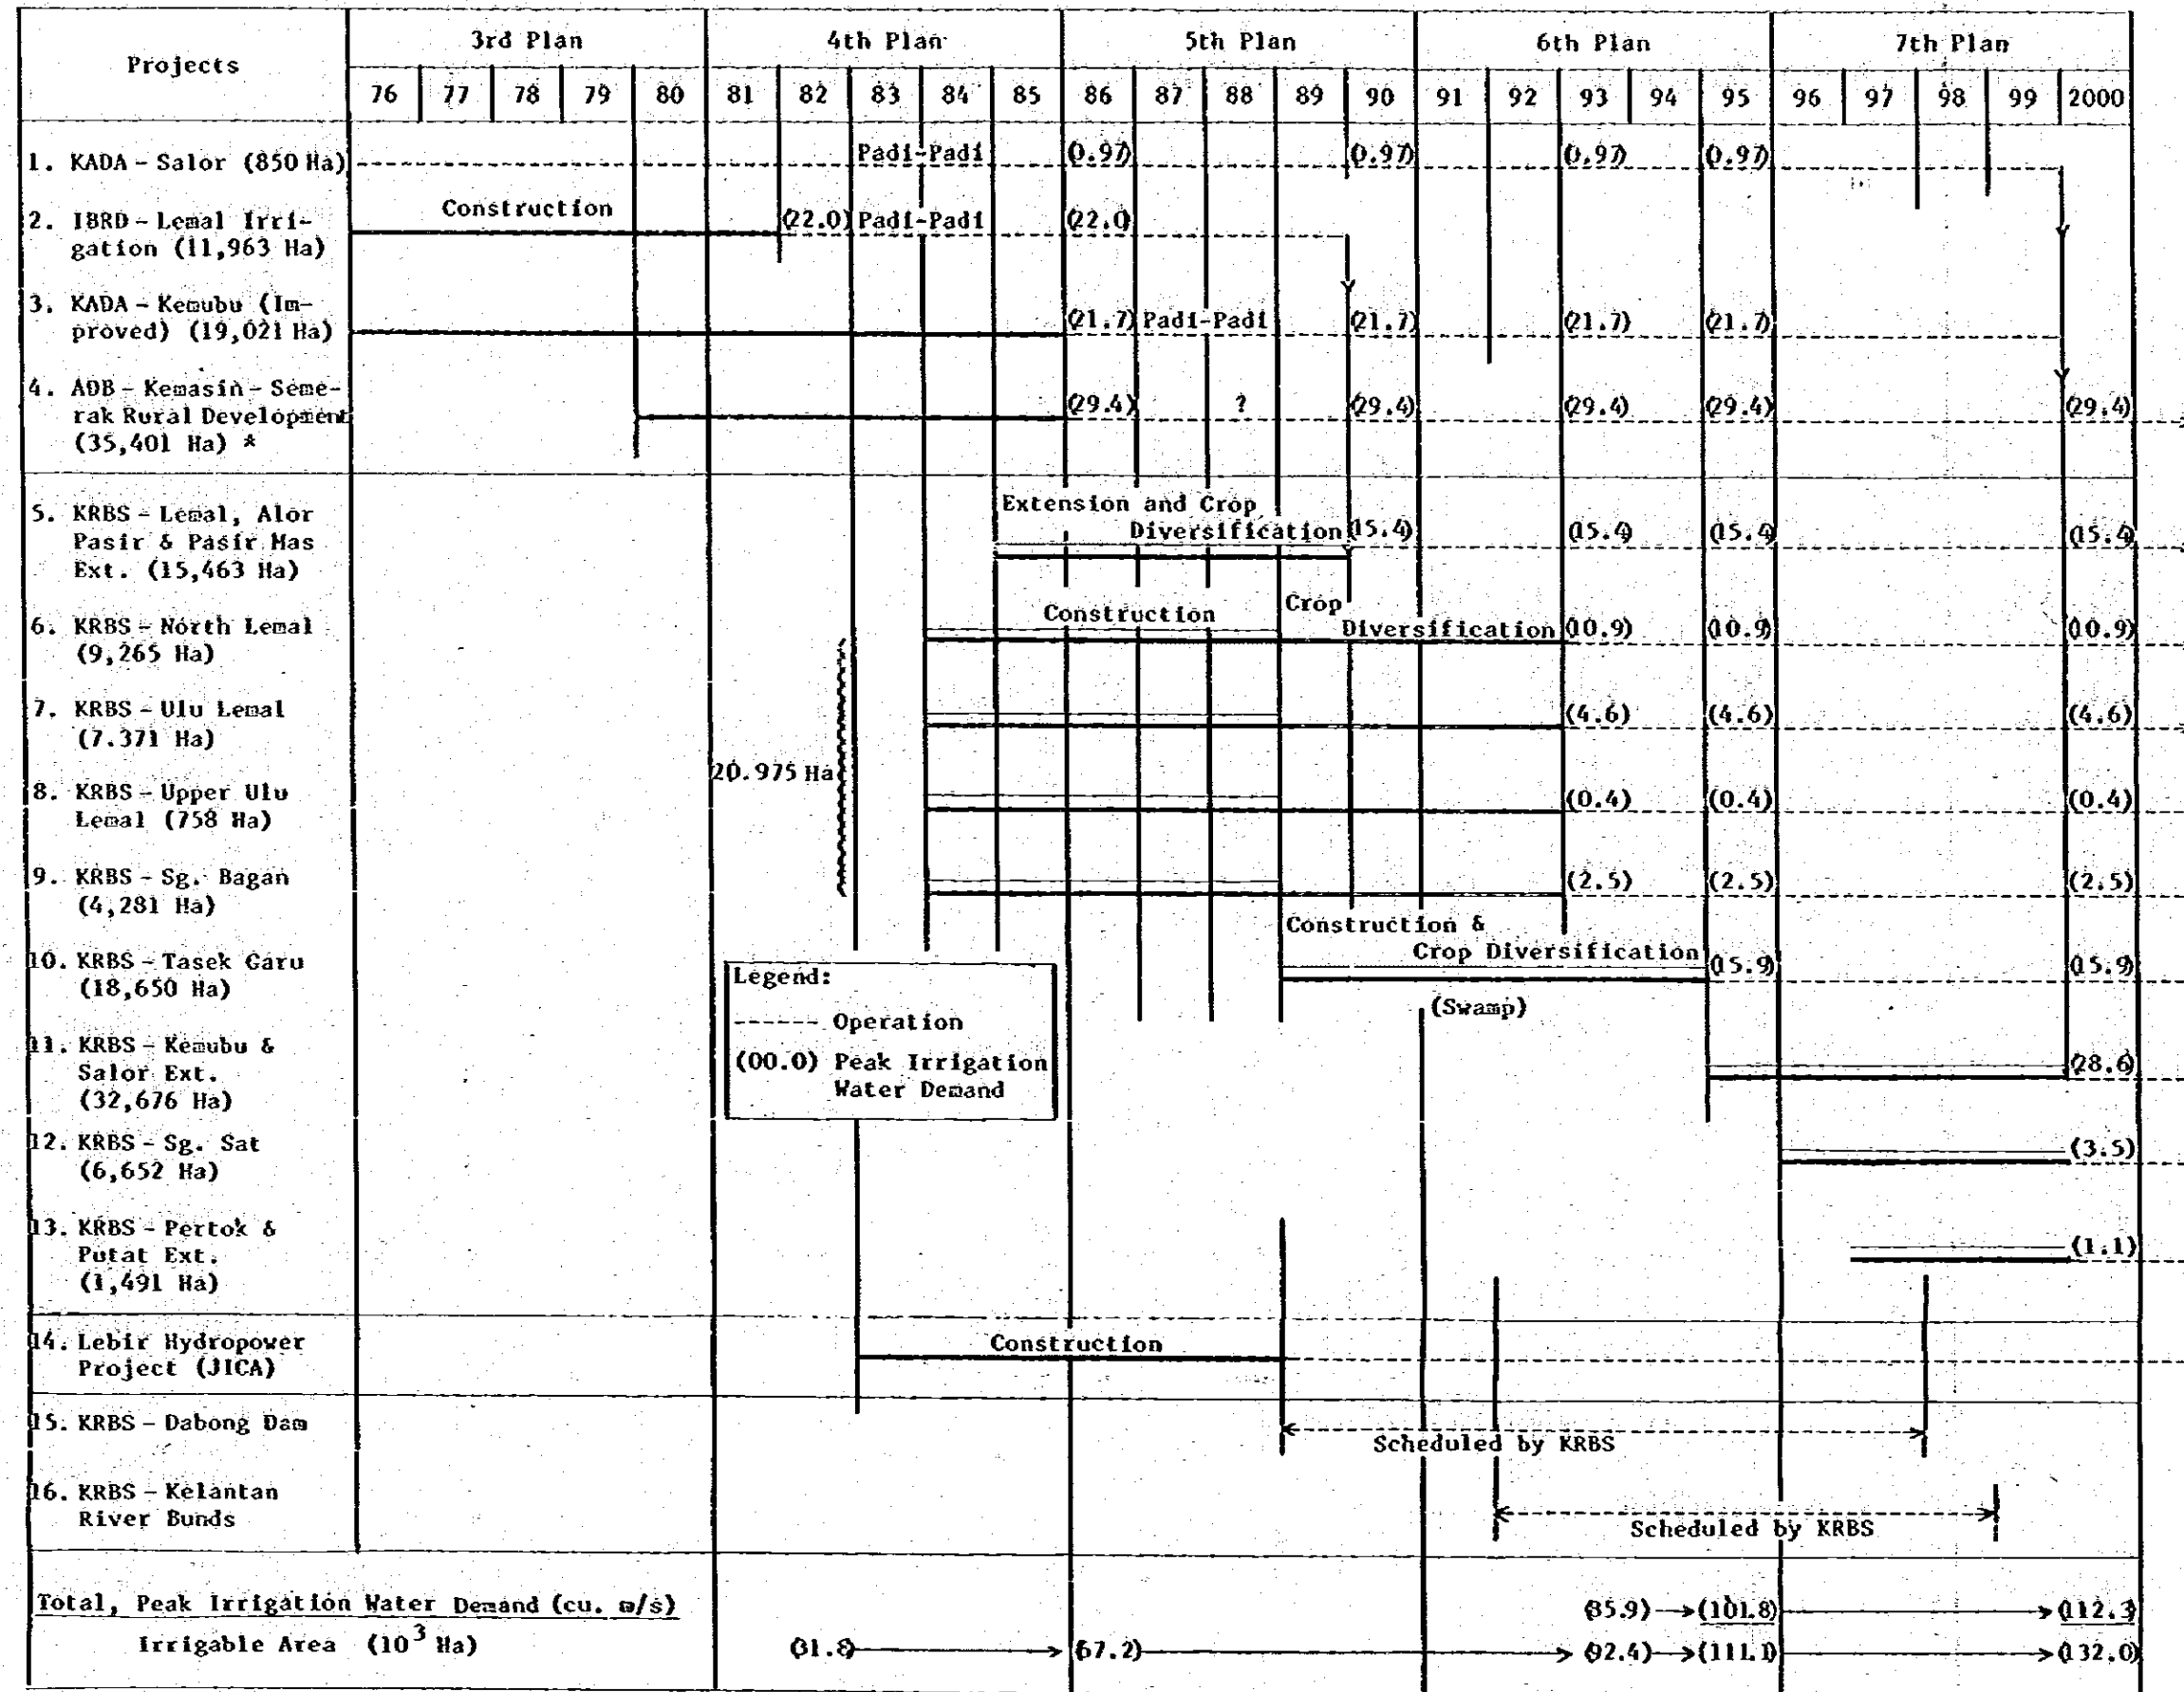 Projects
3rd Plan 4th Plan 5th Plan 6th Plan 7th Plan
76 77 78 79 80 81 82 83 84 85 86 87 88 89 90 91 92 93 94 95 96 97 98 99 2000
1. KADA - Salor (850 Ha) Padi-Padi (0.97) (0.97) (0.97) (0.97)
Construction
2. IBRD - Lemal Irri- (22.0) Padi-Padi (22.0)
gation (11,963 Ha)
3. KADA - Kemubu (Im- (21.7) Padi-Padi (21.7) (21.7) (21.7)
proved) (19,021 Ha)
4. ADB - Kemasin - Seme-
rak Rural Development (29.4) ? (29.4) (29.4) (29.4) (29.4)
(35,401 Ha) *
Extension and Crop
5. KRBS - Lemal, Alor
Diversification (15.4) (15.4) (15.4) (15.4)
Pasir & Pasir Mas
Ext. (15,463 Ha)
Construction Crop
6. KRBS - North Lemal Diversification (10.9) (10.9) (10.9)
(9,265 Ha)
7. KRBS - Ulu Lemal (4.6) (4.6) (4.6)
(7.371 Ha)
20.975 Ha
8. KRBS - Upper Ulu (0.4) (0.4) (0.4)
Lemal (758 Ha)
9. KRBS - Sg. Bagan (2.5) (2.5) (2.5)
(4,281 Ha)
Construction &
Crop Diversification
10. KRBS - Tasek Garu (15.9) (15.9)
(18,650 Ha)
(Swamp)
Legend:
------ Operation
(00.0) Peak Irrigation
Water Demand
11. KRBS - Kemubu &
Salor Ext. (28.6)
(32,676 Ha)
12. KRBS - Sg. Sat (3.5)
(6,652 Ha)
13. KRBS - Pertok &
Putat Ext. (1.1)
(1,491 Ha)
14. Lebir Hydropower Construction
Project (JICA)
15. KRBS - Dabong Dam
Scheduled by KRBS
16. KRBS - Kelantan
River Bunds
Scheduled by KRBS
Total, Peak Irrigation Water Demand (cu. m/s) (85.9) (101.8) (112.3)
Irrigable Area (10³ Ha) (31.8) (67.2) (92.4) (111.1) (132.0)